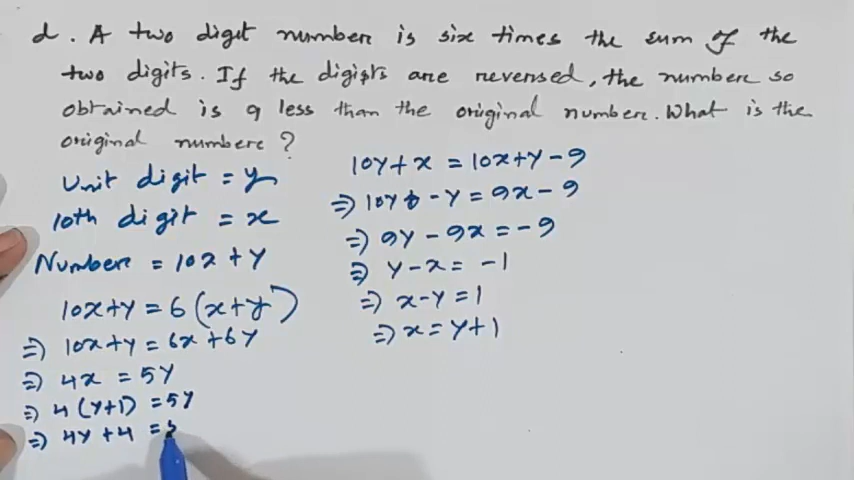 d. A two digit number is six times the sum of the
two digits. If the digists are reversed, the number so
obtained is 9 less than the original number. What is the
original number?
Unit digit = y
10th digit = x
Number = 10x + y
10x+y = 6 (x+y)
⇒ 10x+y = 6x +6y
⇒ 4x = 5y
⇒ 4 (y+1) = 5y
⇒ 4y + 4 =
10y+x = 10x+y-9
⇒ 10y - y = 9x - 9
⇒ 9y - 9x = - 9
⇒ y - x = -1
⇒ x-y = 1
⇒ x = y+1